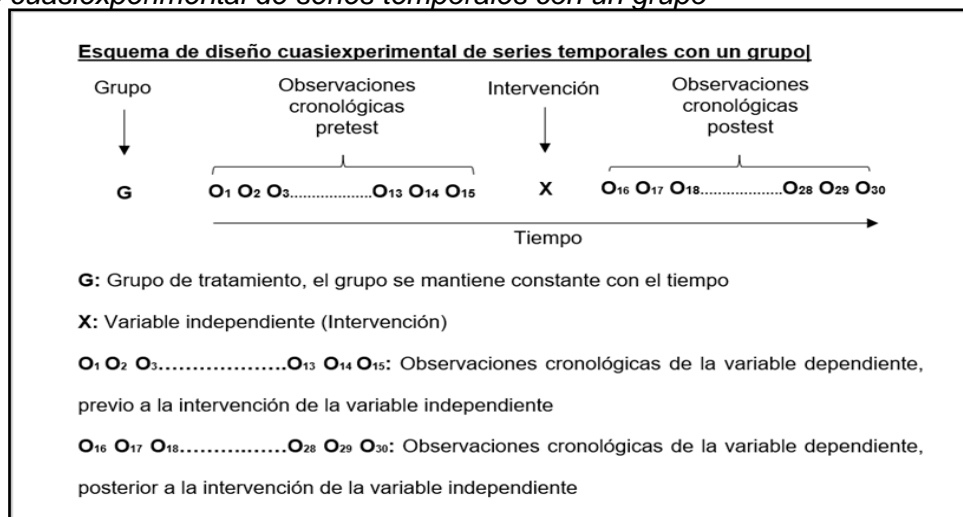 cuasiexperimental de series temporales con un grupo
Esquema de diseño cuasiexperimental de series temporales con un grupo|
Grupo Observaciones cronológicas pretest Intervención Observaciones cronológicas postest
G O₁ O₂ O₃...................O₁₃ O₁₄ O₁₅ X O₁₆ O₁₇ O₁₈...................O₂₈ O₂₉ O₃₀
Tiempo
G: Grupo de tratamiento, el grupo se mantiene constante con el tiempo
X: Variable independiente (Intervención)
O₁ O₂ O₃...................O₁₃ O₁₄ O₁₅: Observaciones cronológicas de la variable dependiente,
previo a la intervención de la variable independiente
O₁₆ O₁₇ O₁₈................O₂₈ O₂₉ O₃₀: Observaciones cronológicas de la variable dependiente,
posterior a la intervención de la variable independiente